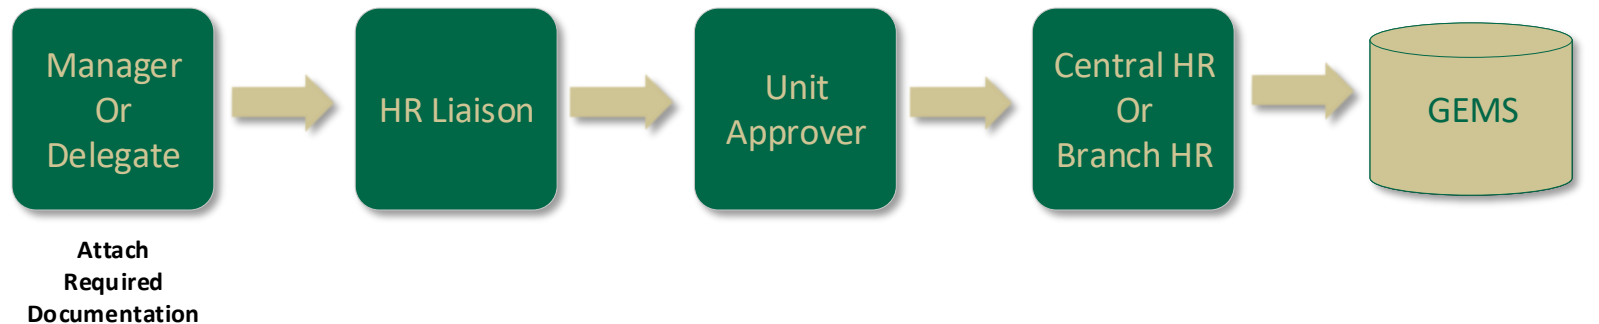 Manager
Or
Delegate
HR Liaison
Unit
Approver
Central HR
Or
Branch HR
GEMS
Attach
Required
Documentation